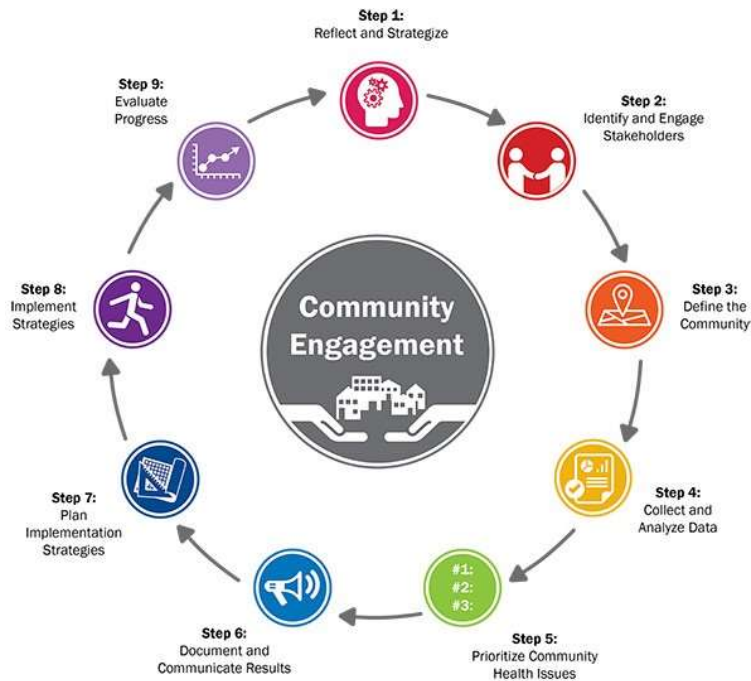 Step 1:
Reflect and Strategize
Step 2:
Identify and Engage
Stakeholders
Step 3:
Define the
Community
Step 4:
Collect and
Analyze Data
Step 5:
Prioritize Community
Health Issues
#1:
#2:
#3:
Step 6:
Document and
Communicate Results
Step 7:
Plan
Implementation
Strategies
Step 8:
Implement
Strategies
Step 9:
Evaluate
Progress
Community
Engagement